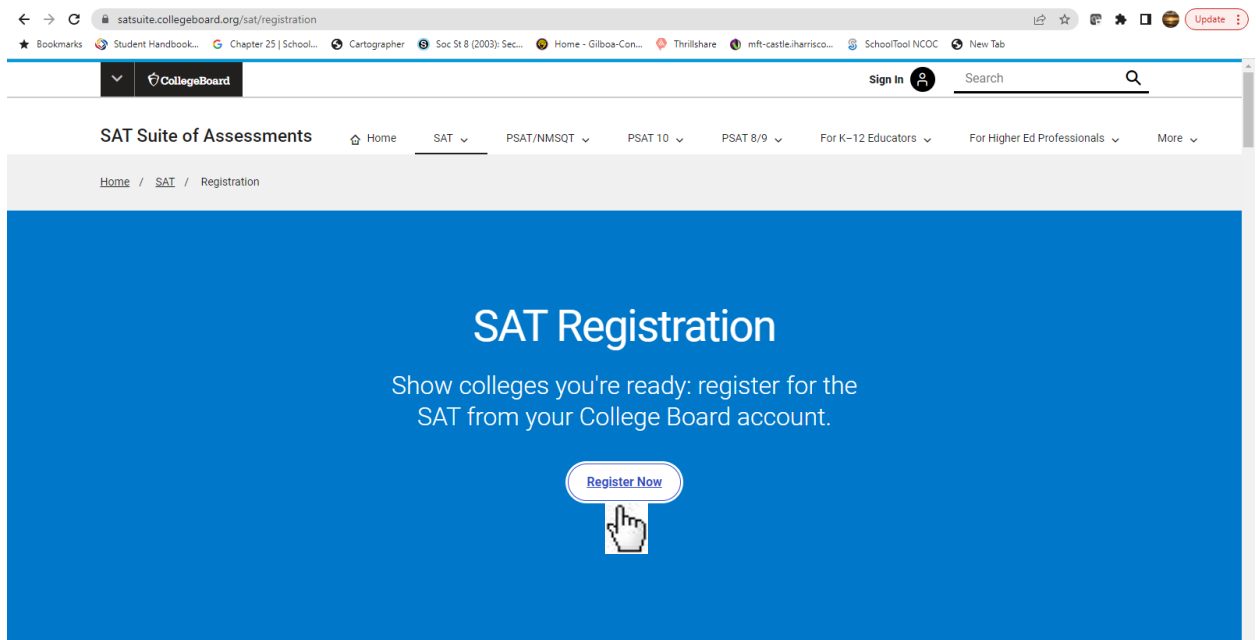 satsuite.collegeboard.org/sat/registration Update
Bookmarks Student Handbook... Chapter 25 | School... Cartographer Soc St 8 (2003): Sec... Home - Gilboa-Con... Thrillshare mft-castle.iharrisco... SchoolTool NCOC New Tab
CollegeBoard Sign In Search
SAT Suite of Assessments Home SAT PSAT/NMSQT PSAT 10 PSAT 8/9 For K–12 Educators For Higher Ed Professionals More
Home / SAT / Registration
SAT Registration
Show colleges you're ready: register for the
SAT from your College Board account.
Register Now